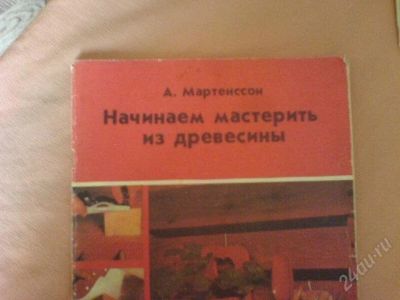 А. Мартенссон
Начинаем мастерить
из древесины
24au.ru